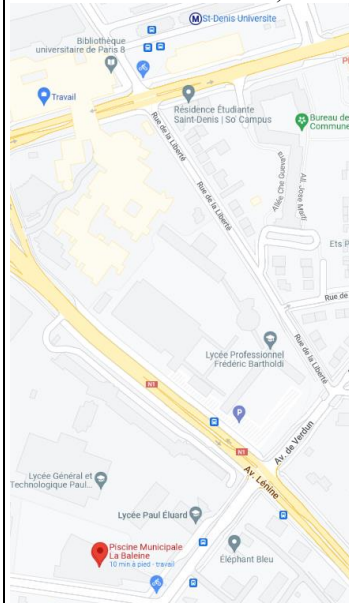 M St-Denis Universite
Bibliothèque
universitaire de Paris 8
Travail
Résidence Étudiante
Saint-Denis | So' Campus
Bureau de
Commune
Rue de la Liberté
Rue de la Liberté
Allée Che Guevara
All. Jose Marti
Ets P
Rue de
Rue de la Liberté
Lycée Professionnel
Frédéric Bartholdi
N1
P
Av. de Verdun
N1
Av. Lénine
Lycée Général et
Technologique Paul...
Lycée Paul Éluard
Piscine Municipale
La Baleine
10 min à pied - travail
Éléphant Bleu